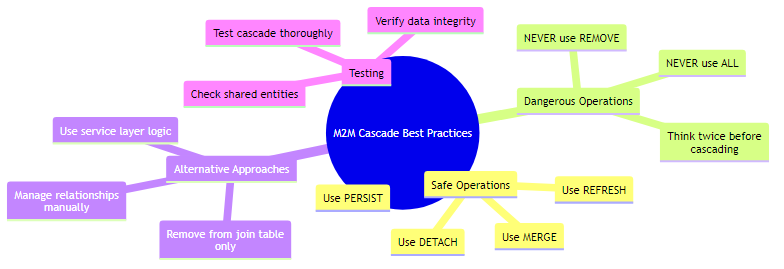 M2M Cascade Best Practices
Testing
Test cascade thoroughly
Verify data integrity
Check shared entities
Dangerous Operations
NEVER use REMOVE
NEVER use ALL
Think twice before
cascading
Safe Operations
Use PERSIST
Use DETACH
Use MERGE
Use REFRESH
Alternative Approaches
Use service layer logic
Manage relationships
manually
Remove from join table
only